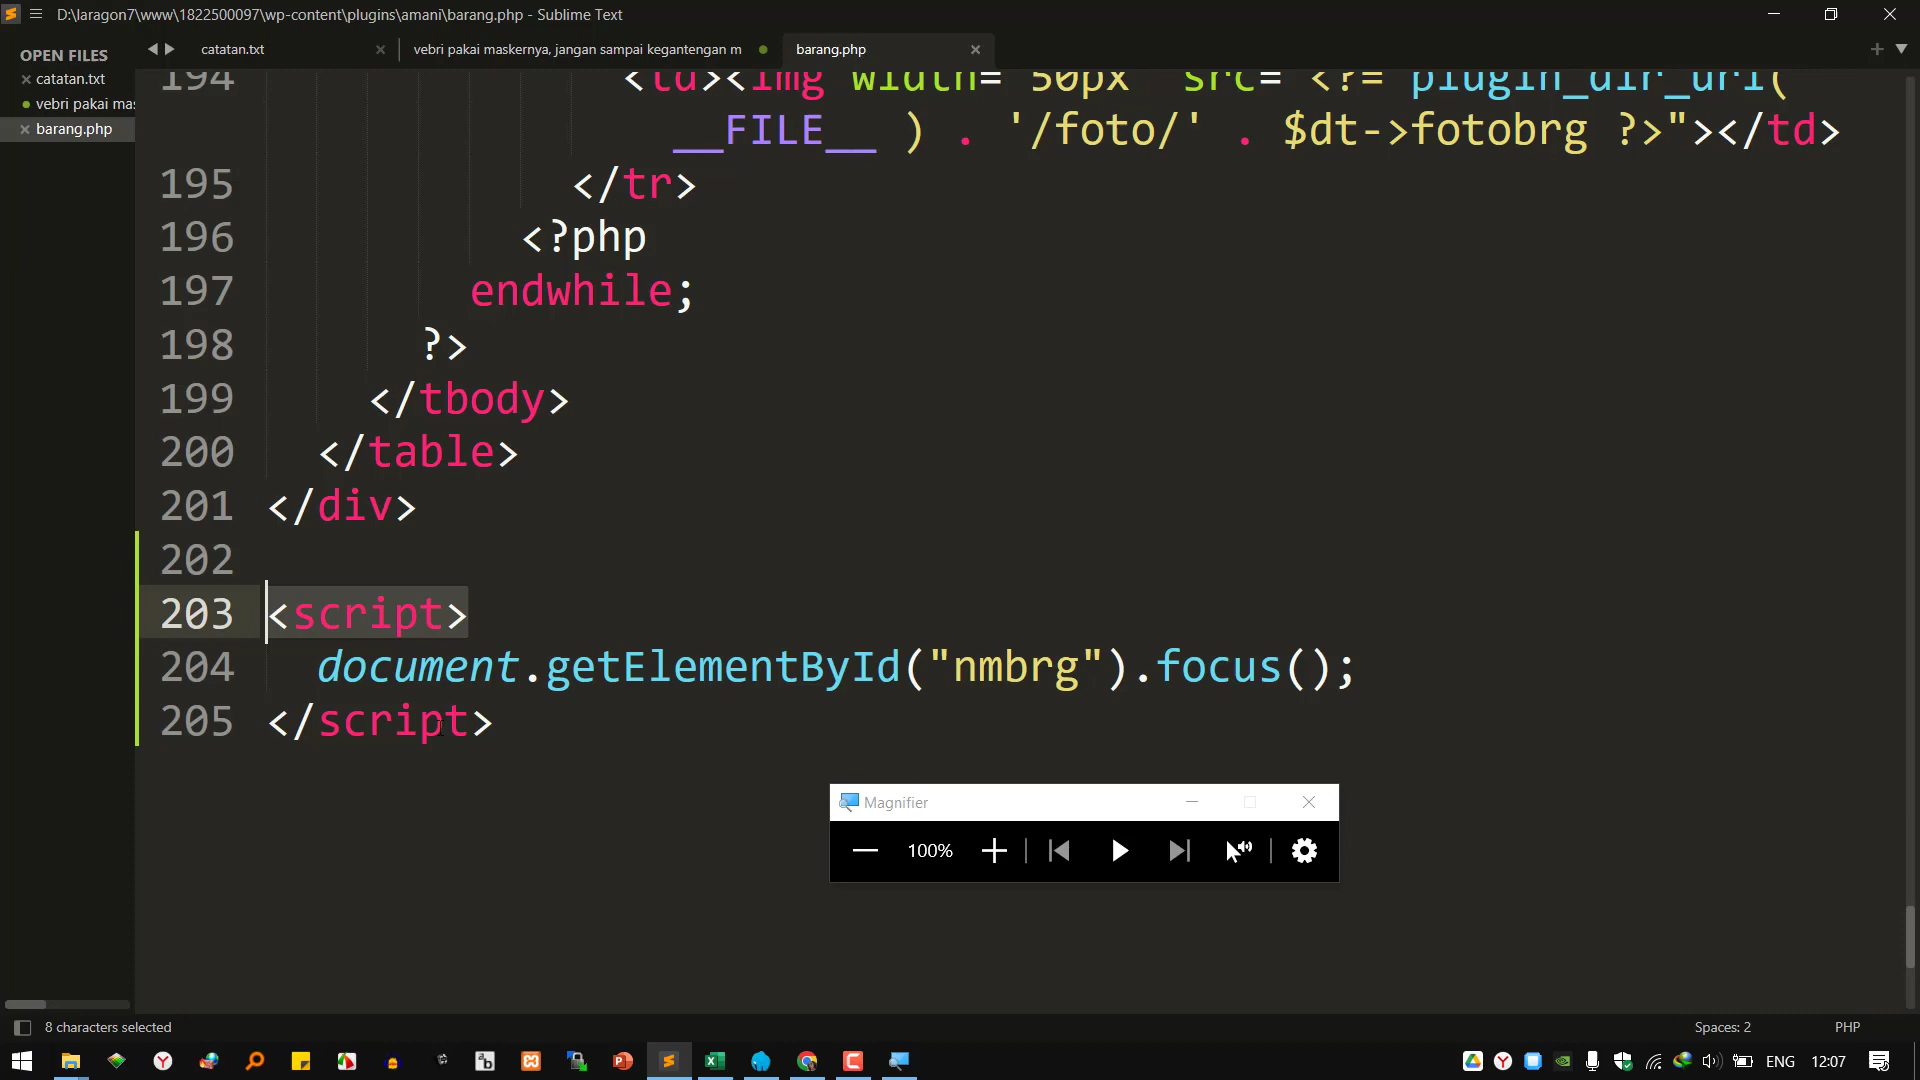 D:\laragon7\www\1822500097\wp-content\plugins\amani\barang.php - Sublime Text
OPEN FILES
catatan.txt
vebri pakai mas
barang.php
catatan.txt
vebri pakai maskernya, jangan sampai kegantengan m
barang.php
194 <td><img width="50px" src="<?= plugin_dir_url(
__FILE__ ) . '/foto/' . $dt->fotobrg ?>"></td>
195 </tr>
196 <?php
197 endwhile;
198 ?>
199 </tbody>
200 </table>
201 </div>
202
203 <script>
204 document.getElementById("nmbrg").focus();
205 </script>
Magnifier
100%
8 characters selected
Spaces: 2
PHP
ENG
12:07